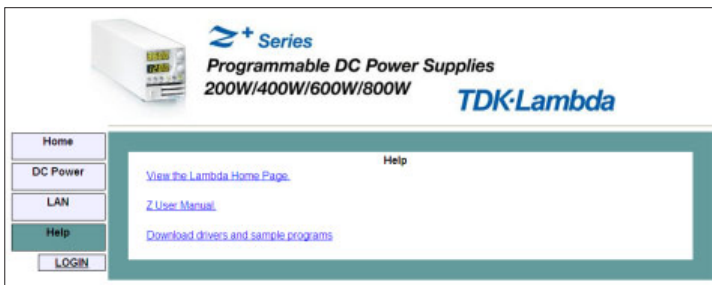 Z+ Series
Programmable DC Power Supplies
200W/400W/600W/800W
TDK·Lambda
Home
DC Power
LAN
Help
LOGIN
Help
View the Lambda Home Page.
Z User Manual.
Download drivers and sample programs